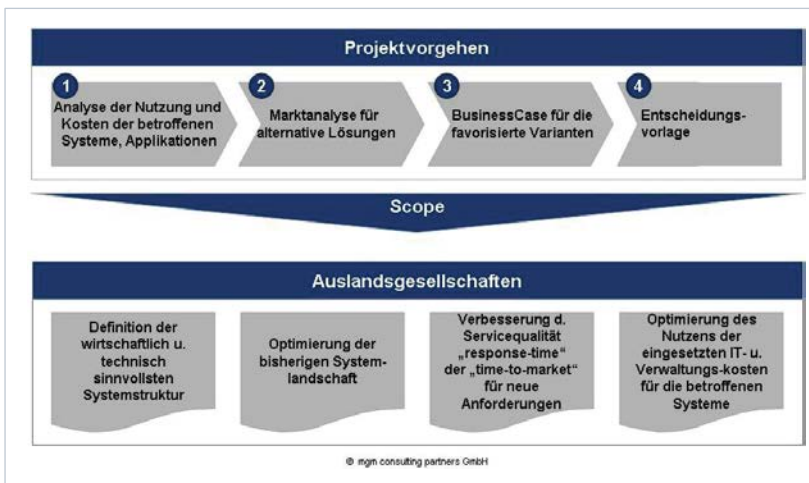 Projektvorgehen
1
Analyse der Nutzung und
Kosten der betroffenen
Systeme, Applikationen
2
Marktanalyse für
alternative Lösungen
3
BusinessCase für die
favorisierte Varianten
4
Entscheidungs-
vorlage
Scope
Auslandsgesellschaften
Definition der
wirtschaftlich u.
technisch
sinnvollsten
Systemstruktur
Optimierung der
bisherigen System-
landschaft
Verbesserung d.
Servicequalität
„response-time"
der „time-to-market"
für neue
Anforderungen
Optimierung des
Nutzens der
eingesetzten IT- u.
Verwaltungs-kosten
für die betroffenen
Systeme
© mgm consulting partners GmbH